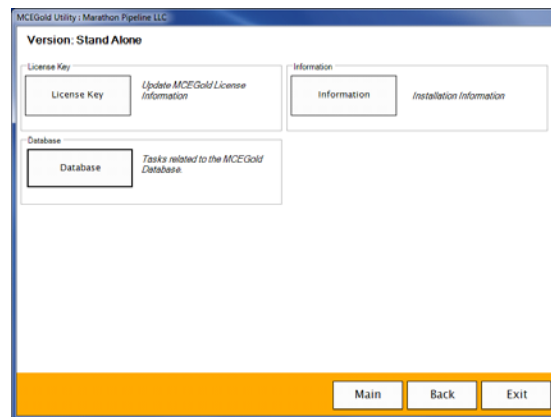 MCEGold Utility : Marathon Pipeline LLC
Version: Stand Alone
License Key
License Key
Update MCEGold License
Information
Information
Information
Installation Information
Database
Database
Tasks related to the MCEGold
Database.
Main
Back
Exit